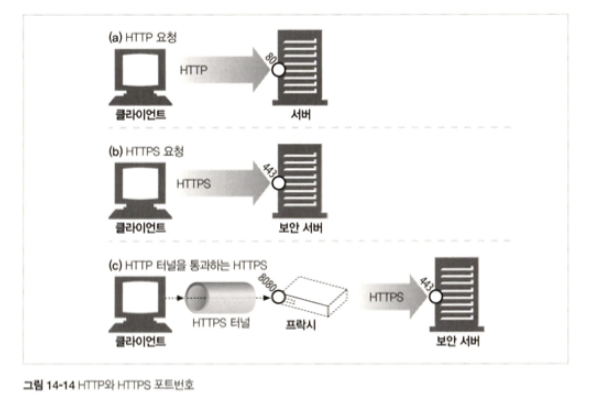 (a) HTTP 요청
HTTP
80
클라이언트
서버
(b) HTTPS 요청
HTTPS
443
클라이언트
보안 서버
(c) HTTP 터널을 통과하는 HTTPS
8080
HTTPS
443
HTTPS 터널
프락시
클라이언트
보안 서버
그림 14-14 HTTP와 HTTPS 포트번호